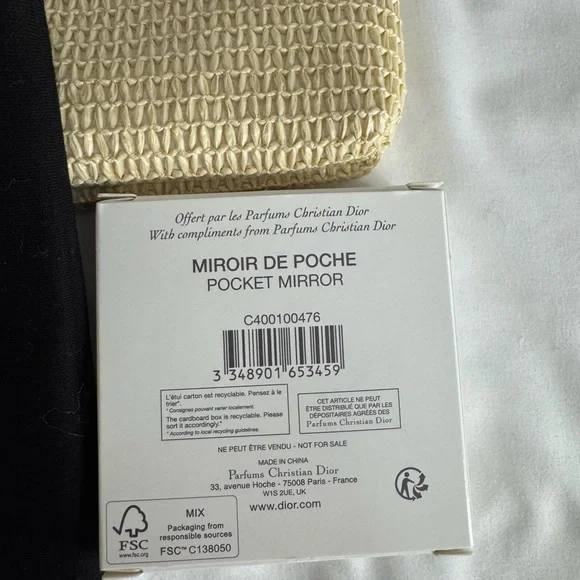 Offert par les Parfums Christian Dior
With compliments from Parfums Christian Dior
MIROIR DE POCHE
POCKET MIRROR
C400100476
3 348901 653459
L'étui carton est recyclable. Pensez à le
trier*.
* Consignes pouvant varier localement.
The cardboard box is recyclable. Please
sort it accordingly.*
* According to local recycling guidelines.
CET ARTICLE NE PEUT
ÊTRE DISTRIBUÉ QUE PAR LES
DÉPOSITAIRES AGRÉÉS DES
Parfums Christian Dior
NE PEUT ÊTRE VENDU - NOT FOR SALE
MADE IN CHINA
Parfums Christian Dior
33, avenue Hoche - 75008 Paris - France
W1S 2UE, UK
www.dior.com
FSC
www.fsc.org
MIX
Packaging from
responsible sources
FSC™ C138050